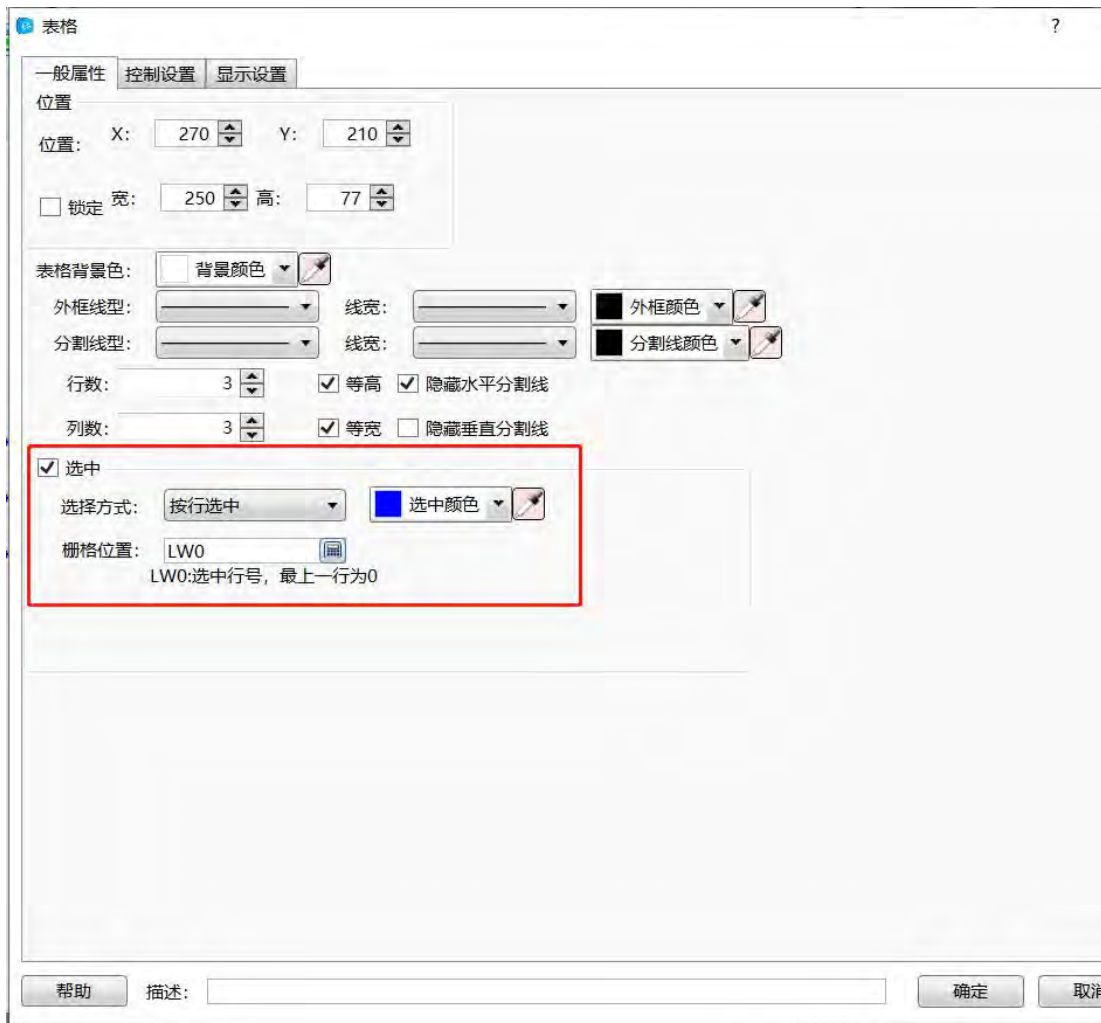 表格 ?
一般属性 控制设置 显示设置
位置
位置: X: 270 Y: 210
锁定 宽: 250 高: 77
表格背景色: 背景颜色
外框线型: 线宽: 外框颜色
分割线型: 线宽: 分割线颜色
行数: 3 等高 隐藏水平分割线
列数: 3 等宽 隐藏垂直分割线
选中
选择方式: 按行选中 选中颜色
栅格位置: LW0
LW0:选中行号，最上一行为0
帮助 描述: 确定 取消